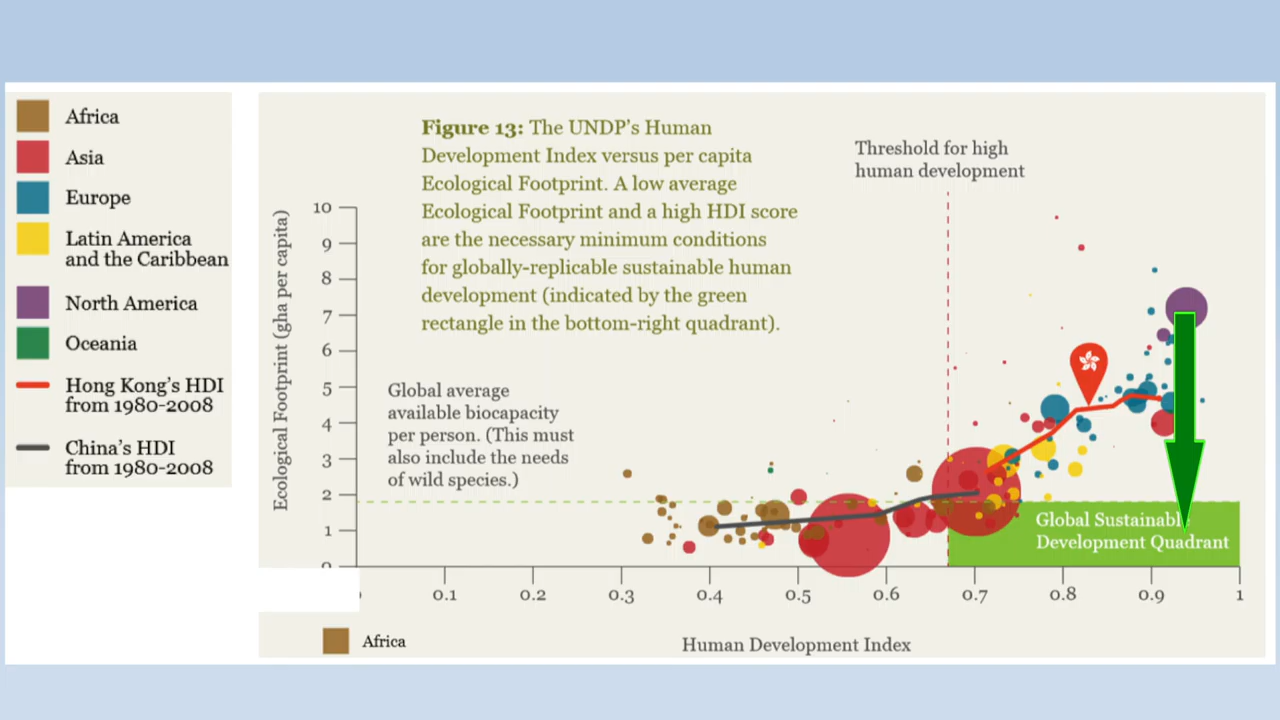 Africa
Asia
Europe
Latin America
and the Caribbean
North America
Oceania
Hong Kong's HDI
from 1980-2008
China's HDI
from 1980-2008
Figure 13: The UNDP's Human
Development Index versus per capita
Ecological Footprint. A low average
Ecological Footprint and a high HDI score
are the necessary minimum conditions
for globally-replicable sustainable human
development (indicated by the green
rectangle in the bottom-right quadrant).
Threshold for high
human development
Ecological Footprint (gha per capita)
10
9
8
7
6
5
4
3
2
1
Global average
available biocapacity
per person. (This must
also include the needs
of wild species.)
Global Sustainable
Development Quadrant
0.1 0.2 0.3 0.4 0.5 0.6 0.7 0.8 0.9 1
Africa
Human Development Index